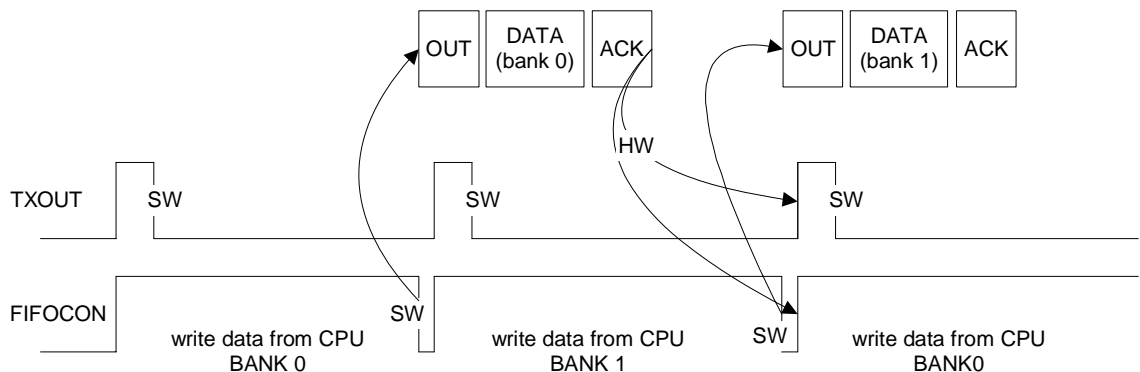 OUT
DATA
(bank 0)
ACK
OUT
DATA
(bank 1)
ACK
HW
TXOUT
SW
SW
SW
FIFOCON
SW
SW
write data from CPU
BANK 0
write data from CPU
BANK 1
write data from CPU
BANK0